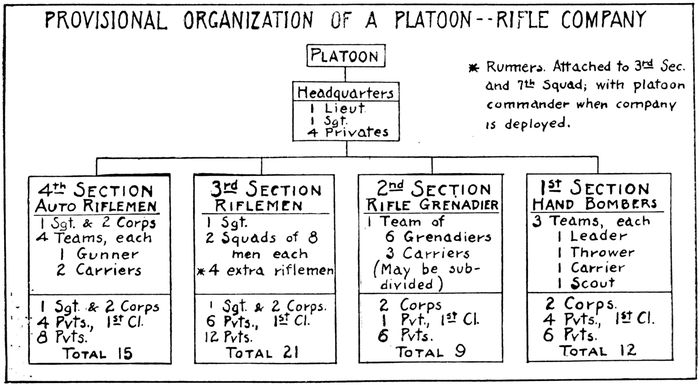 PROVISIONAL ORGANIZATION OF A PLATOON--RIFLE COMPANY
PLATOON
Headquarters
1 Lieut.
1 Sgt.
4 Privates
* Runners. Attached to 3rd Sec.
and 7th Squad; with platoon
commander when company
is deployed.
4th SECTION
AUTO RIFLEMEN
1 Sgt & 2 Corps
4 Teams, each
1 Gunner
2 Carriers
1 Sgt. & 2 Corps
4 Pvts., 1st Cl.
8 Pvts.
TOTAL 15
3rd SECTION
RIFLEMEN
1 Sgt.
2 Squads of 8
men each
*4 extra riflemen
1 Sgt. & 2 Corps.
6 Pvts., 1st Cl.
12 Pvts.
TOTAL 21
2nd SECTION
RIFLE GRENADIER
1 Team of
6 Grenadiers
3 Carriers
(May be sub-
divided)
2 Corps
1 Pvt., 1st Cl.
6 Pvts.
TOTAL 9
1st SECTION
HAND BOMBERS
3 Teams, each
1 Leader
1 Thrower
1 Carrier
1 Scout
2 Corps.
4 Pvts., 1st Cl.
6 Pvts.
TOTAL 12